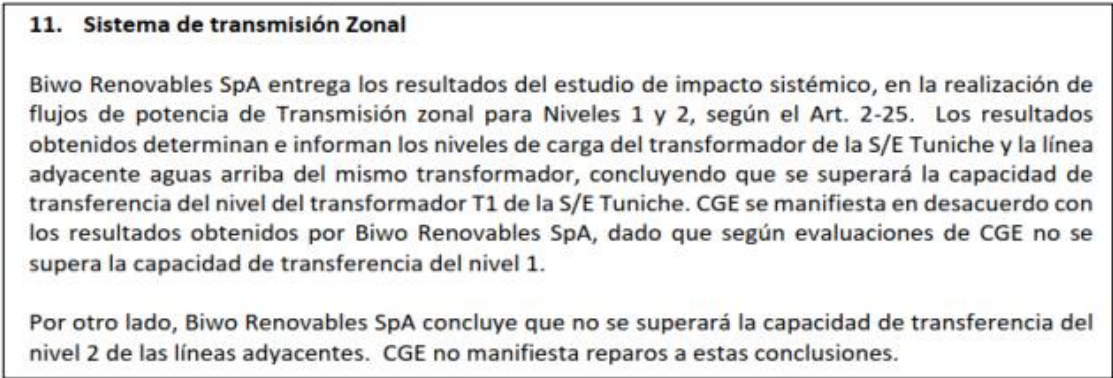 11. Sistema de transmisión Zonal
Biwo Renovables SpA entrega los resultados del estudio de impacto sistémico, en la realización de
flujos de potencia de Transmisión zonal para Niveles 1 y 2, según el Art. 2-25. Los resultados
obtenidos determinan e informan los niveles de carga del transformador de la S/E Tuniche y la línea
adyacente aguas arriba del mismo transformador, concluyendo que se superará la capacidad de
transferencia del nivel del transformador T1 de la S/E Tuniche. CGE se manifiesta en desacuerdo con
los resultados obtenidos por Biwo Renovables SpA, dado que según evaluaciones de CGE no se
supera la capacidad de transferencia del nivel 1.
Por otro lado, Biwo Renovables SpA concluye que no se superará la capacidad de transferencia del
nivel 2 de las líneas adyacentes. CGE no manifiesta reparos a estas conclusiones.